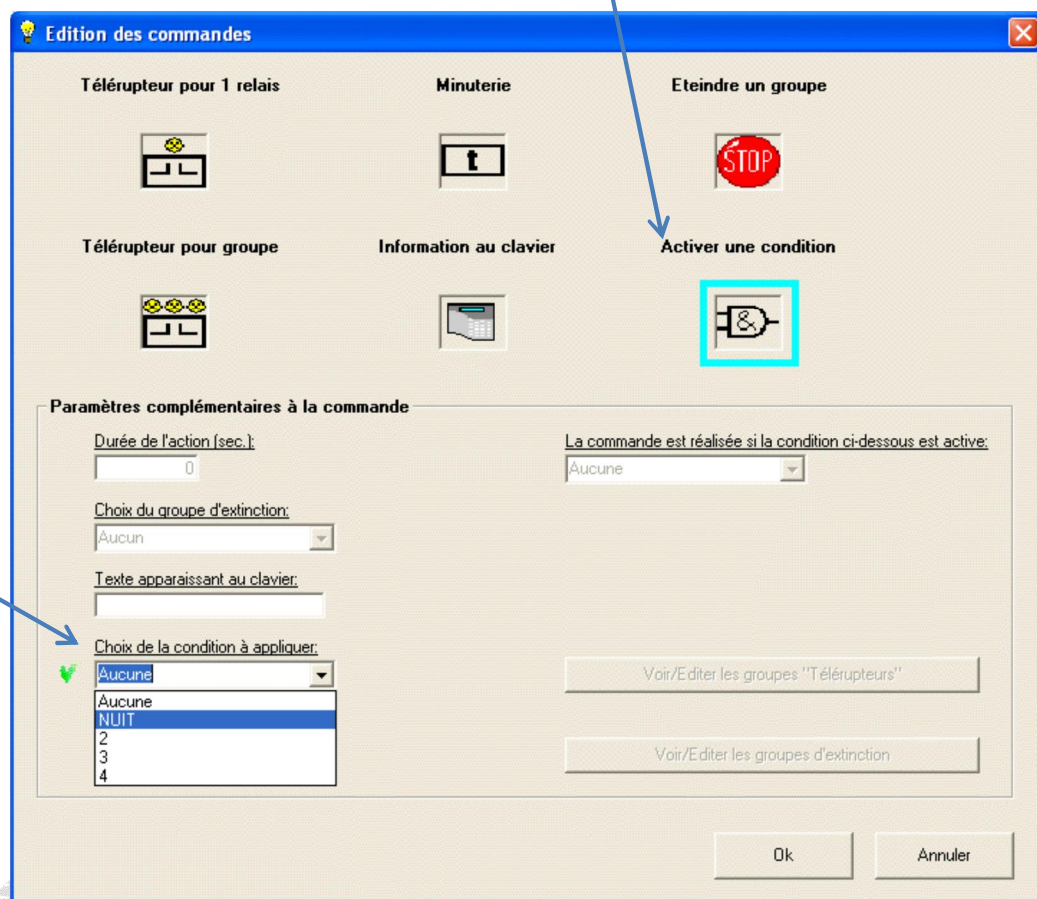 Edition des commandes
Télérupteur pour 1 relais
Minuterie
Eteindre un groupe
t
STOP
Télérupteur pour groupe
Information au clavier
Activer une condition
&
Paramètres complémentaires à la commande
Durée de l'action (sec.):
0
La commande est réalisée si la condition ci-dessous est active:
Aucune
Choix du groupe d'extinction:
Aucun
Texte apparaissant au clavier:
Choix de la condition à appliquer:
Aucune
Aucune
NUIT
2
3
4
Voir/Editer les groupes "Télérupteurs"
Voir/Editer les groupes d'extinction
Ok
Annuler